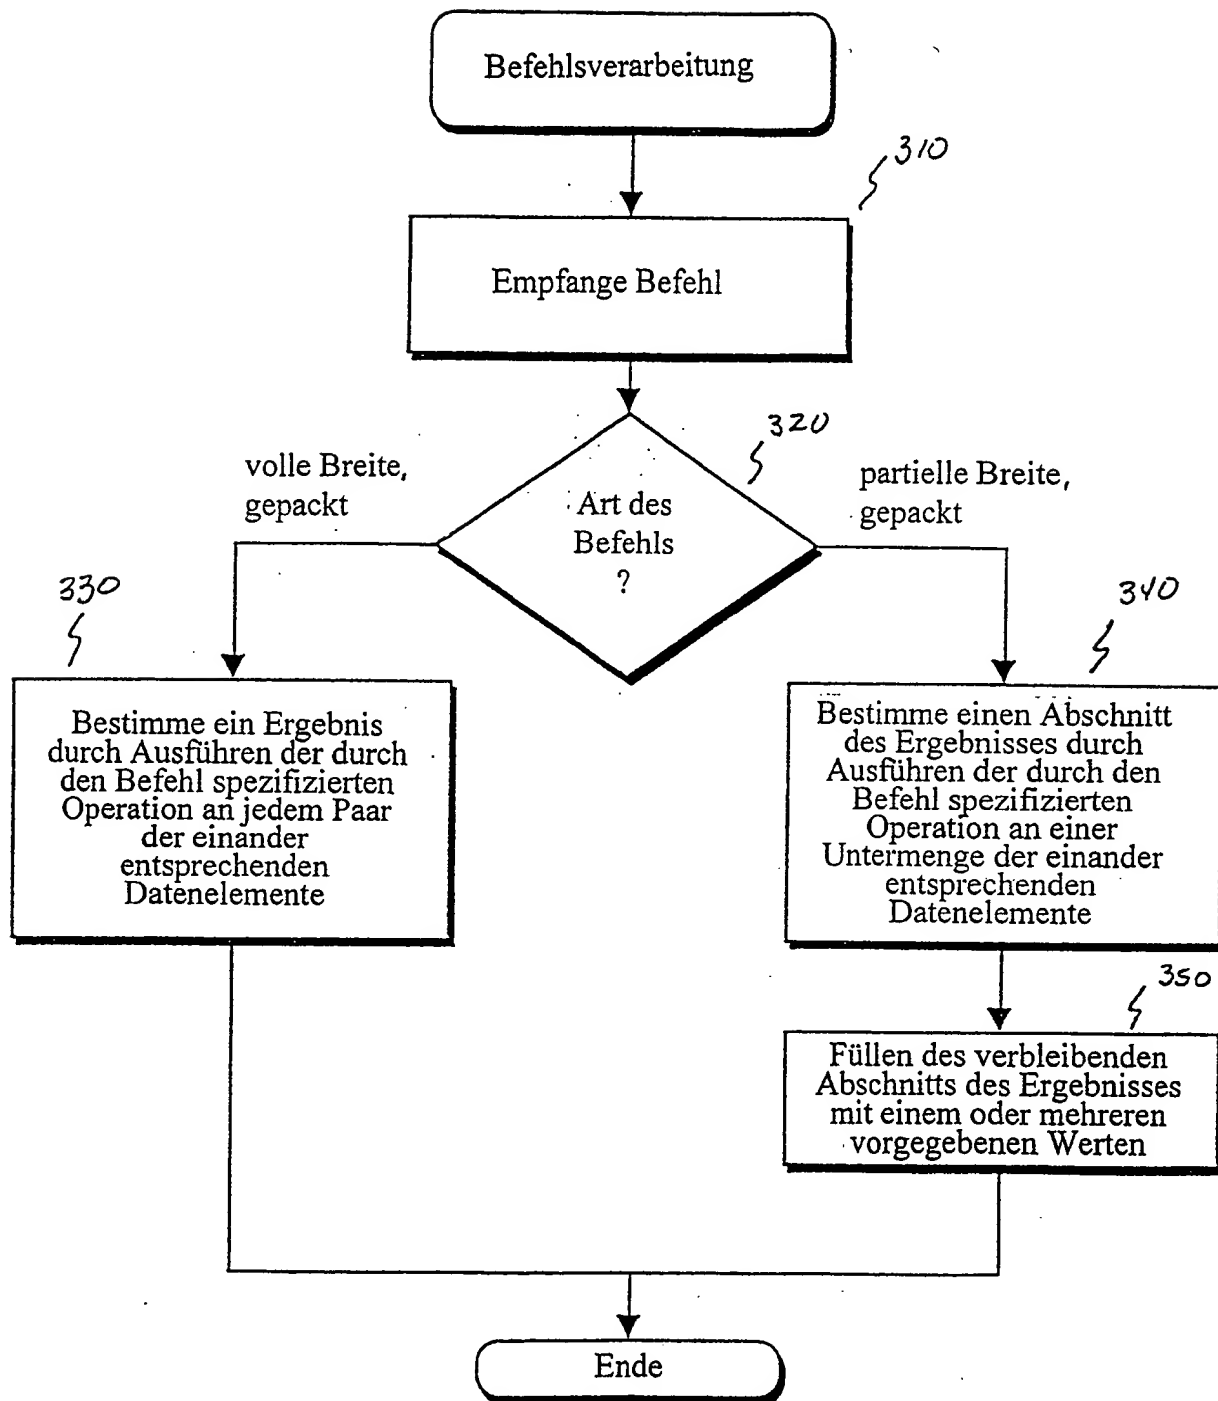 Befehlsverarbeitung
310
Empfange Befehl
320
volle Breite,
gepackt
Art des
Befehls
?
partielle Breite,
gepackt
330
340
Bestimme ein Ergebnis
durch Ausführen der durch
den Befehl spezifizierten
Operation an jedem Paar
der einander
entsprechenden
Datenelemente
Bestimme einen Abschnitt
des Ergebnisses durch
Ausführen der durch den
Befehl spezifizierten
Operation an einer
Untermenge der einander
entsprechenden
Datenelemente
350
Füllen des verbleibenden
Abschnitts des Ergebnisses
mit einem oder mehreren
vorgegebenen Werten
Ende